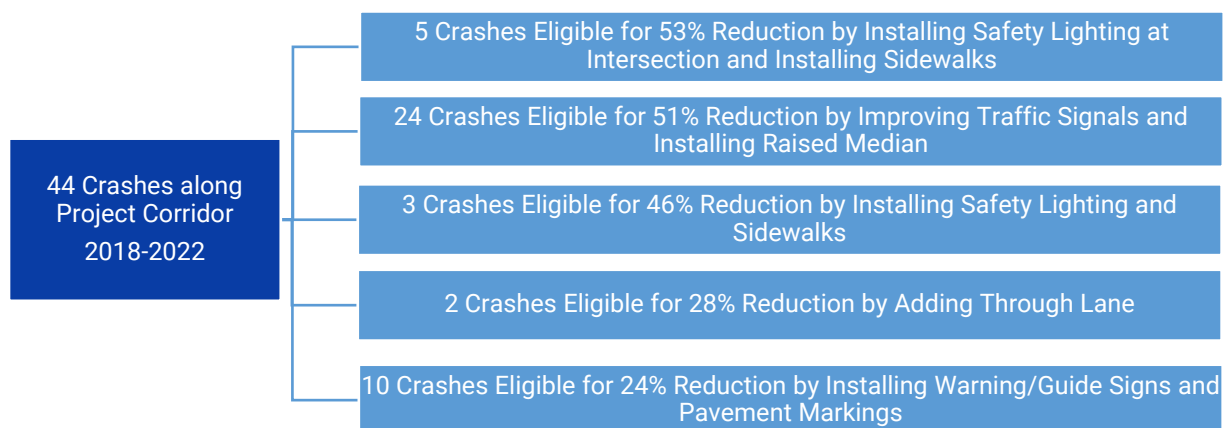 44 Crashes along
Project Corridor
2018-2022
5 Crashes Eligible for 53% Reduction by Installing Safety Lighting at
Intersection and Installing Sidewalks
24 Crashes Eligible for 51% Reduction by Improving Traffic Signals and
Installing Raised Median
3 Crashes Eligible for 46% Reduction by Installing Safety Lighting and
Sidewalks
2 Crashes Eligible for 28% Reduction by Adding Through Lane
10 Crashes Eligible for 24% Reduction by Installing Warning/Guide Signs and
Pavement Markings